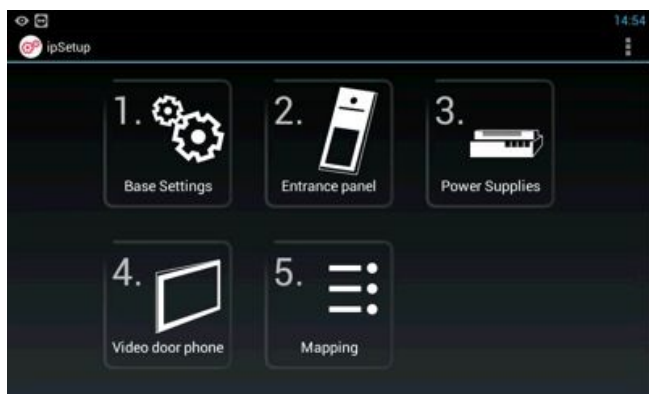 14:54
ipSetup
1.
Base Settings
2.
Entrance panel
3.
Power Supplies
4.
Video door phone
5.
Mapping